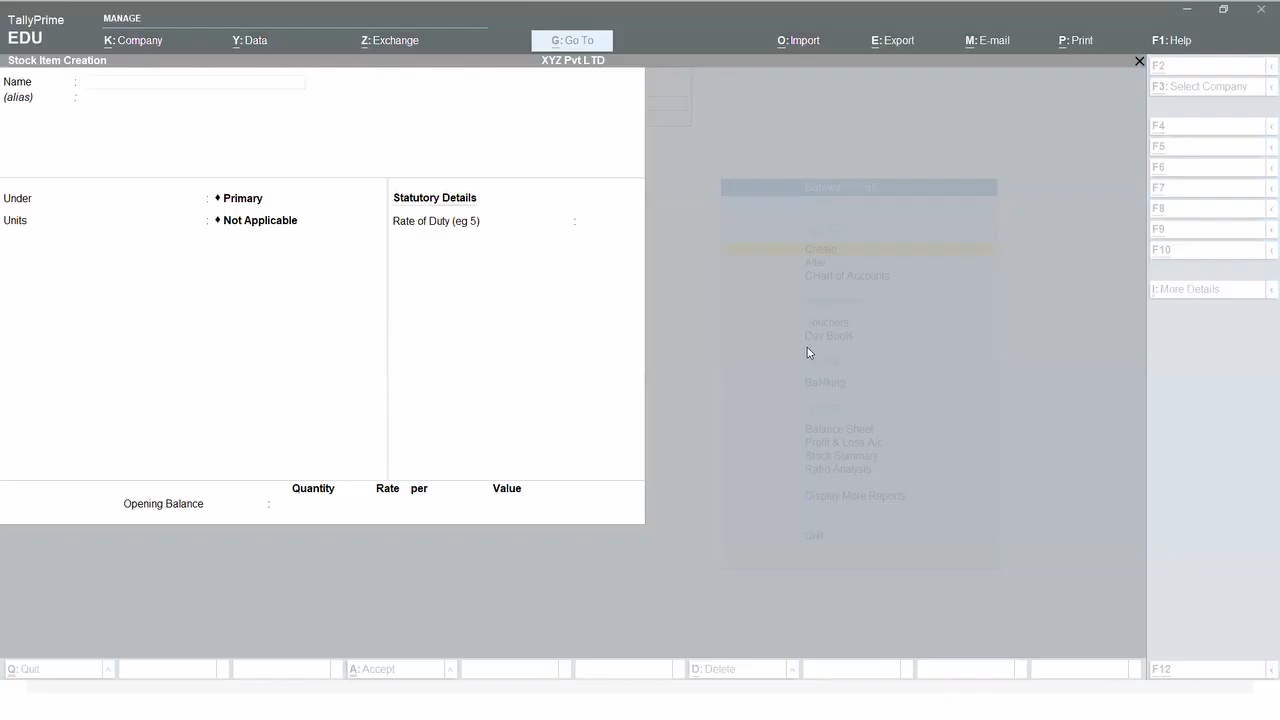 TallyPrime
EDU
MANAGE
K: Company
Y: Data
Z: Exchange
G: Go To
O: Import
E: Export
M: E-mail
P: Print
F1: Help
Stock Item Creation
XYZ Pvt LTD
Name :
(alias) :
Under : ♦ Primary
Units : ♦ Not Applicable
Statutory Details
Rate of Duty (eg 5) :
Quantity Rate per Value
Opening Balance :
Create
Alter
CHart of Accounts
Vouchers
Day BooK
BaNking
Balance Sheet
Profit & Loss A/c
Stock Summary
Ratio Analysis
Display More Reports
Quit
F2
F3: Select Company
F4
F5
F6
F7
F8
F9
F10
I: More Details
Q: Quit
A: Accept
D: Delete
F12